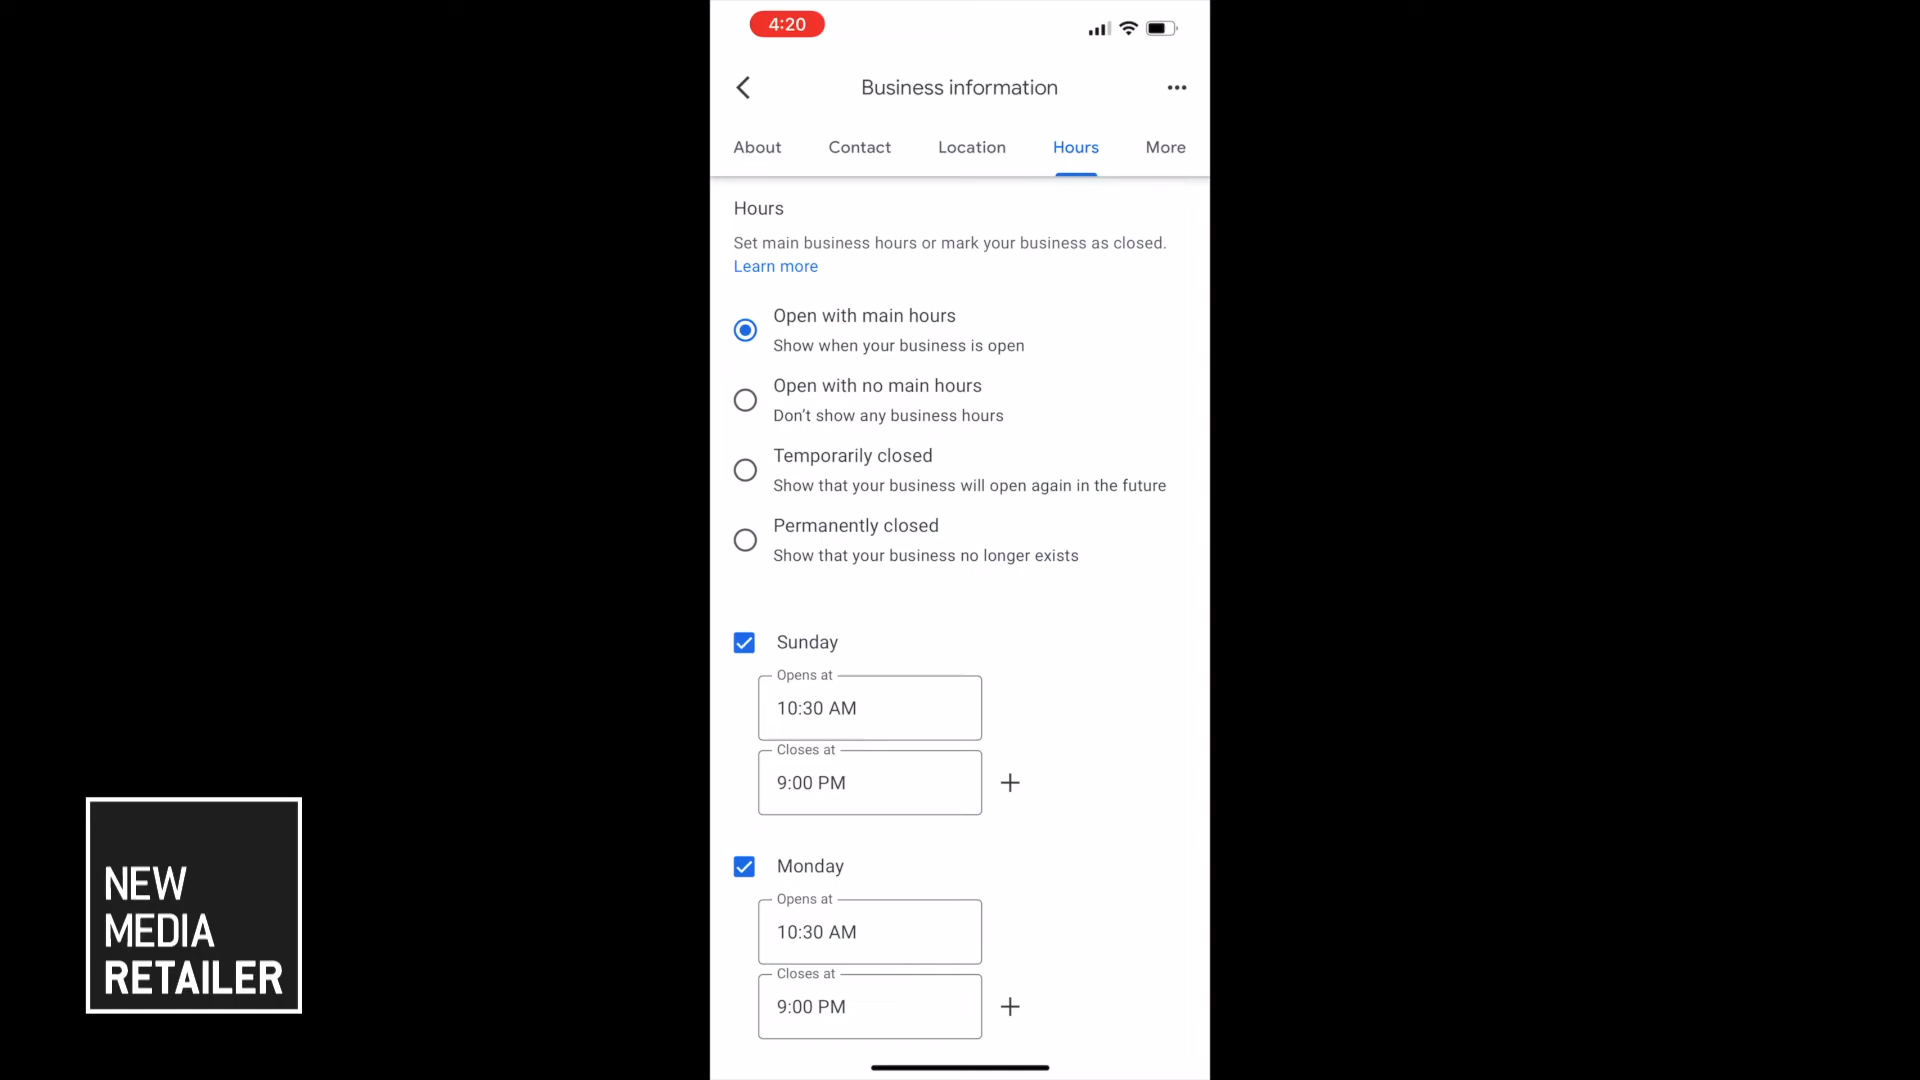 4:20
Business information
About Contact Location Hours More
Hours
Set main business hours or mark your business as closed.
Learn more
Open with main hours
Show when your business is open
Open with no main hours
Don’t show any business hours
Temporarily closed
Show that your business will open again in the future
Permanently closed
Show that your business no longer exists
Sunday
Opens at
10:30 AM
Closes at
9:00 PM
Monday
Opens at
10:30 AM
Closes at
9:00 PM
NEW
MEDIA
RETAILER